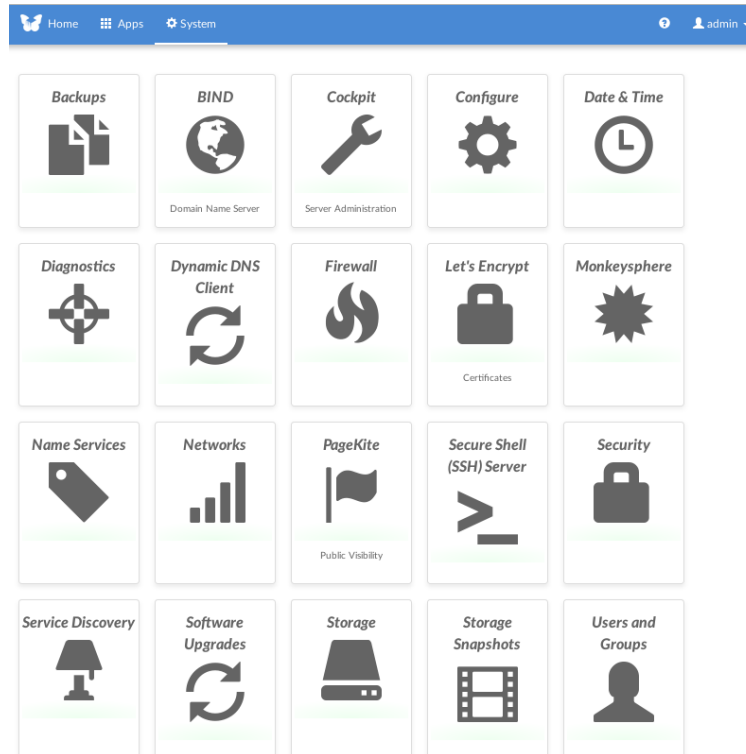 Home Apps System admin
Backups BIND Cockpit Configure Date & Time
Domain Name Server Server Administration
Diagnostics Dynamic DNS Firewall Let's Encrypt Monkeysphere
Client
Certificates
Name Services Networks PageKite Secure Shell Security
(SSH) Server
Public Visibility
Service Discovery Software Storage Storage Users and
Upgrades Snapshots Groups